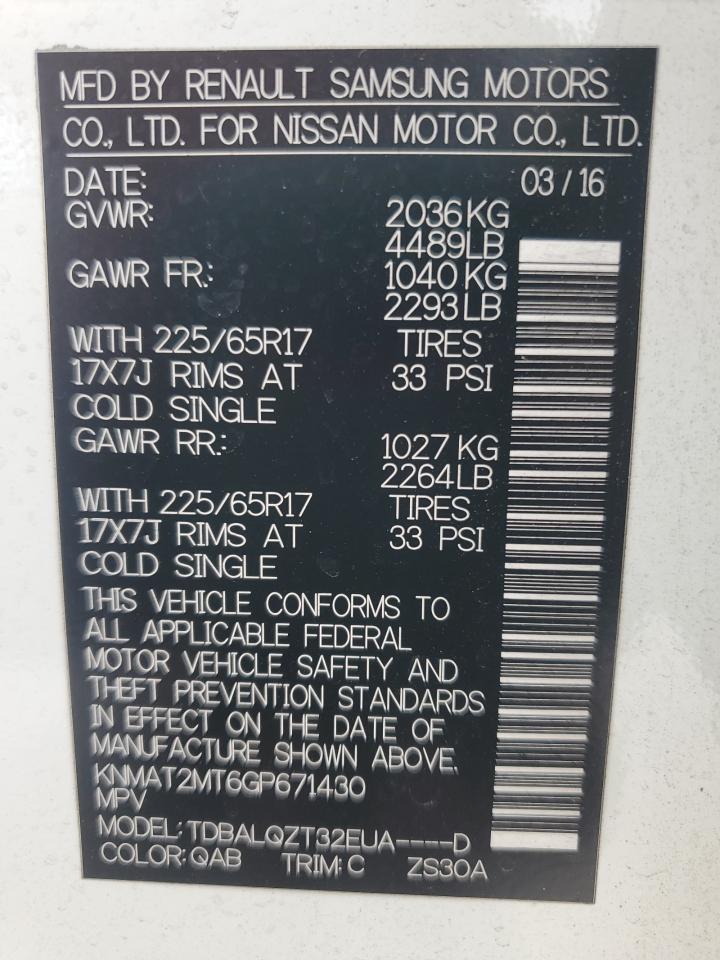 MFD BY RENAULT SAMSUNG MOTORS
CO., LTD. FOR NISSAN MOTOR CO., LTD.
DATE: 03 / 16
GVWR: 2036 KG
4489 LB
GAWR FR.: 1040 KG
2293 LB
WITH 225/65R17 TIRES
17X7J RIMS AT 33 PSI
COLD SINGLE
GAWR RR.: 1027 KG
2264 LB
WITH 225/65R17 TIRES
17X7J RIMS AT 33 PSI
COLD SINGLE
THIS VEHICLE CONFORMS TO
ALL APPLICABLE FEDERAL
MOTOR VEHICLE SAFETY AND
THEFT PREVENTION STANDARDS
IN EFFECT ON THE DATE OF
MANUFACTURE SHOWN ABOVE.
KNMAT2MT6GP671430
MPV
MODEL: TDBALQZT32EUA----D
COLOR: QAB TRIM: C ZS30A